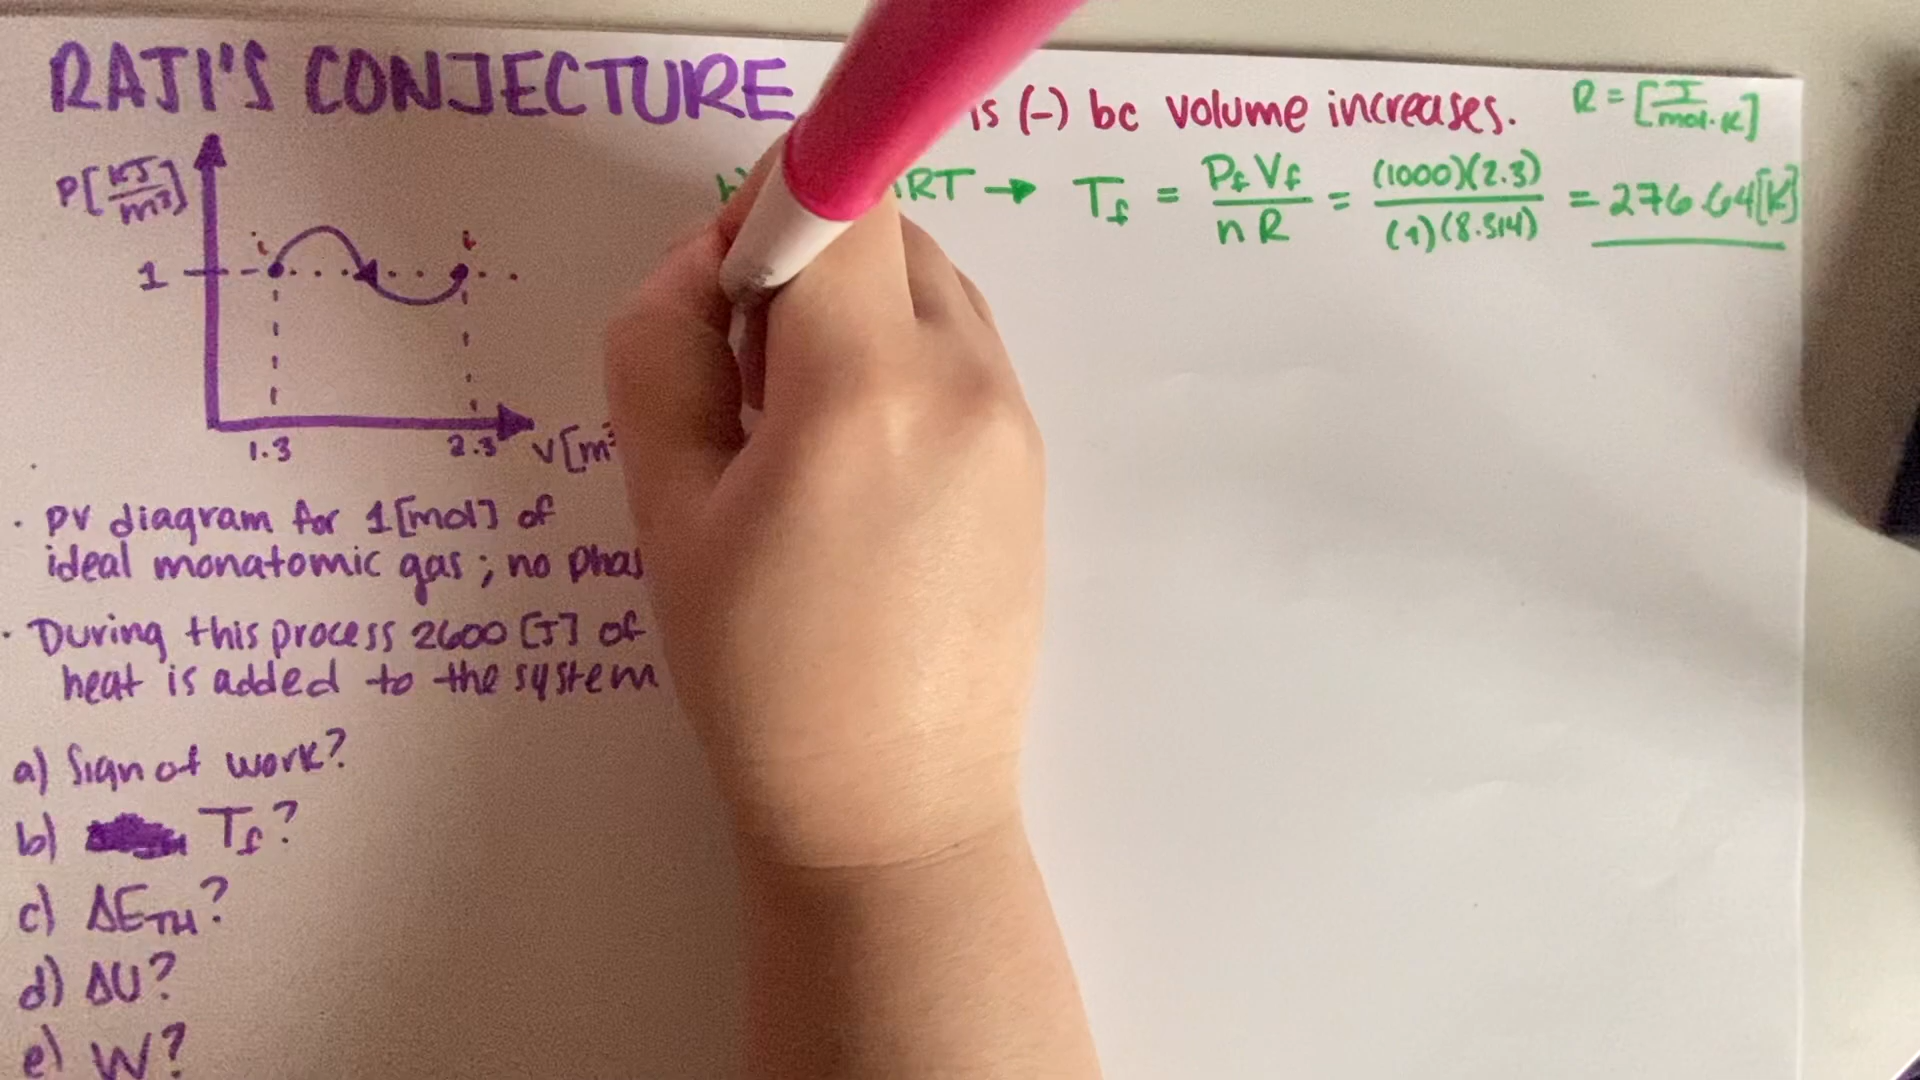 RAJI'S CONJECTURE
is (-) bc volume increases.
R = [J/mol·K]
P[kJ/m³]
RT → Tf = PfVf/nR = (1000)(2.3)/(1)(8.314) = 276.64[K]
i
1
1.3
2.3
V[m³
· PV diagram for 1[mol] of
ideal monatomic gas; no phas
· During this process 2600 [J] of
heat is added to the system
a) Sign of work?
b) Tf?
c) ΔETH?
d) ΔU?
e) W?